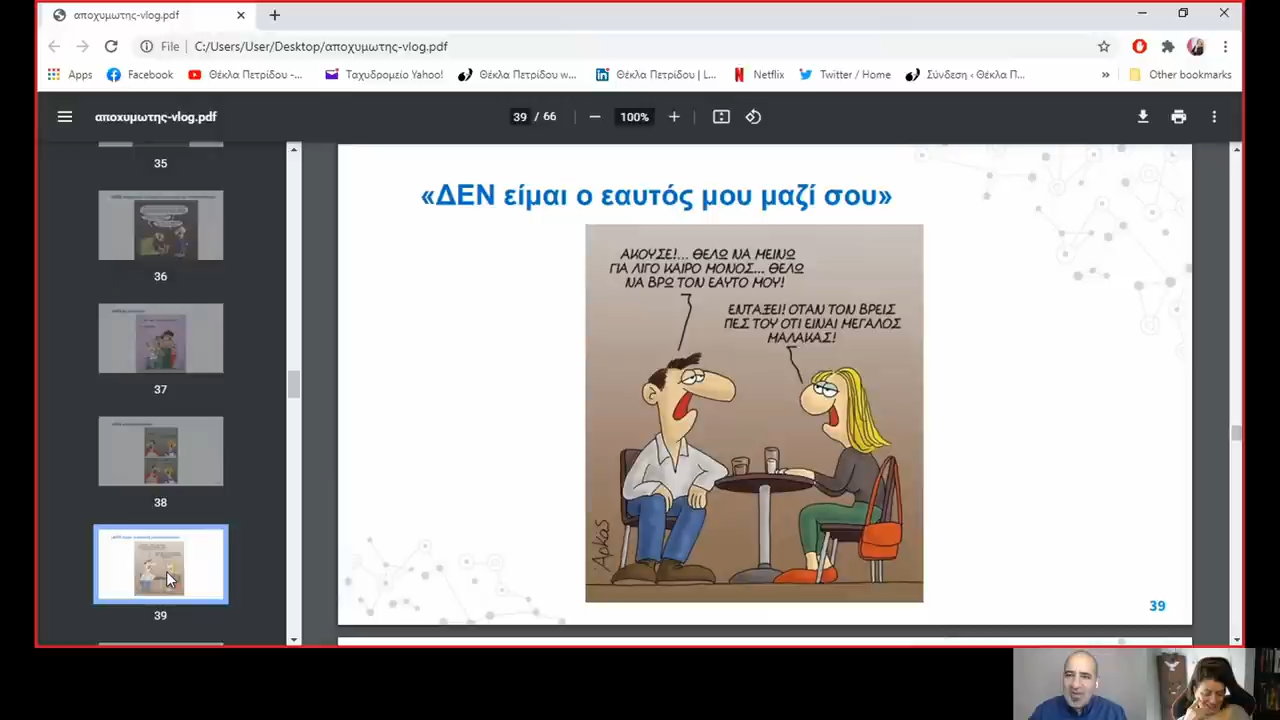 αποχυμωτης-vlog.pdf
File
C:/Users/User/Desktop/αποχυμωτης-vlog.pdf
Apps
Facebook
Θέκλα Πετρίδου -...
Ταχυδρομείο Yahoo!
Θέκλα Πετρίδου w...
Θέκλα Πετρίδου | L...
Netflix
Twitter / Home
Σύνδεση ‹ Θέκλα Π...
»
Other bookmarks
αποχυμωτης-vlog.pdf
39 / 66
100%
35
36
37
38
39
«ΔΕΝ είμαι ο εαυτός μου μαζί σου»
ΑΚΟΥΣΕ!... ΘΕΛΩ ΝΑ ΜΕΙΝΩ
ΓΙΑ ΛΙΓΟ ΚΑΙΡΟ ΜΟΝΟΣ... ΘΕΛΩ
ΝΑ ΒΡΩ ΤΟΝ ΕΑΥΤΟ ΜΟΥ!
ΕΝΤΑΞΕΙ! ΟΤΑΝ ΤΟΝ ΒΡΕΙΣ
ΠΕΣ ΤΟΥ ΟΤΙ ΕΙΝΑΙ ΜΕΓΑΛΟΣ
ΜΑΛΑΚΑΣ!
Αρκάς
39